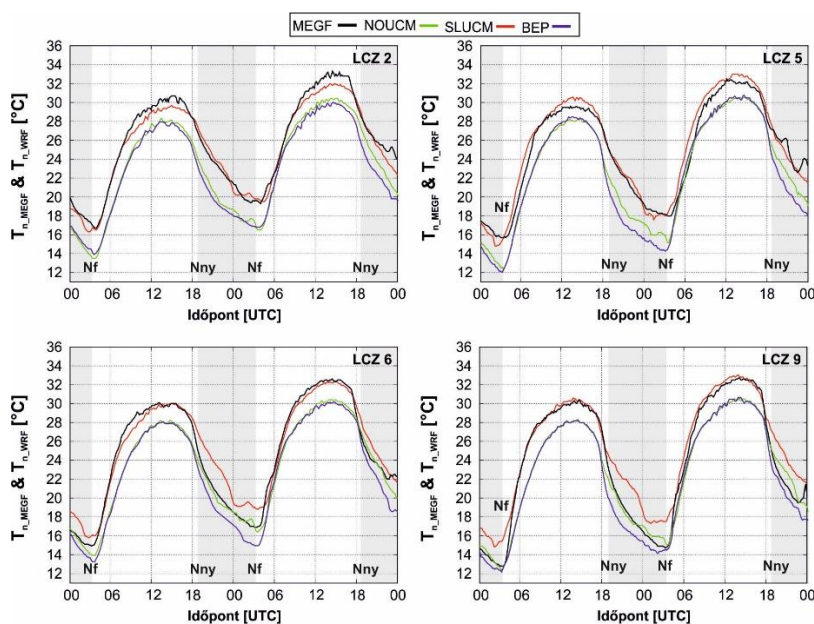 MEGF NOUCM SLUCM BEP
LCZ 2
T_n_MEGF & T_n_WRF [°C]
36
34
32
30
28
26
24
22
20
18
16
14
12
Nf Nny Nf Nny
00 06 12 18 00 06 12 18 00
Időpont [UTC]
LCZ 5
T_n_MEGF & T_n_WRF [°C]
36
34
32
30
28
26
24
22
20
18
16
14
12
Nf
Nny Nf Nny
00 06 12 18 00 06 12 18 00
Időpont [UTC]
LCZ 6
T_n_MEGF & T_n_WRF [°C]
36
34
32
30
28
26
24
22
20
18
16
14
12
Nf Nny Nf Nny
00 06 12 18 00 06 12 18 00
Időpont [UTC]
LCZ 9
T_n_MEGF & T_n_WRF [°C]
36
34
32
30
28
26
24
22
20
18
16
14
12
Nf
Nny Nf Nny
00 06 12 18 00 06 12 18 00
Időpont [UTC]